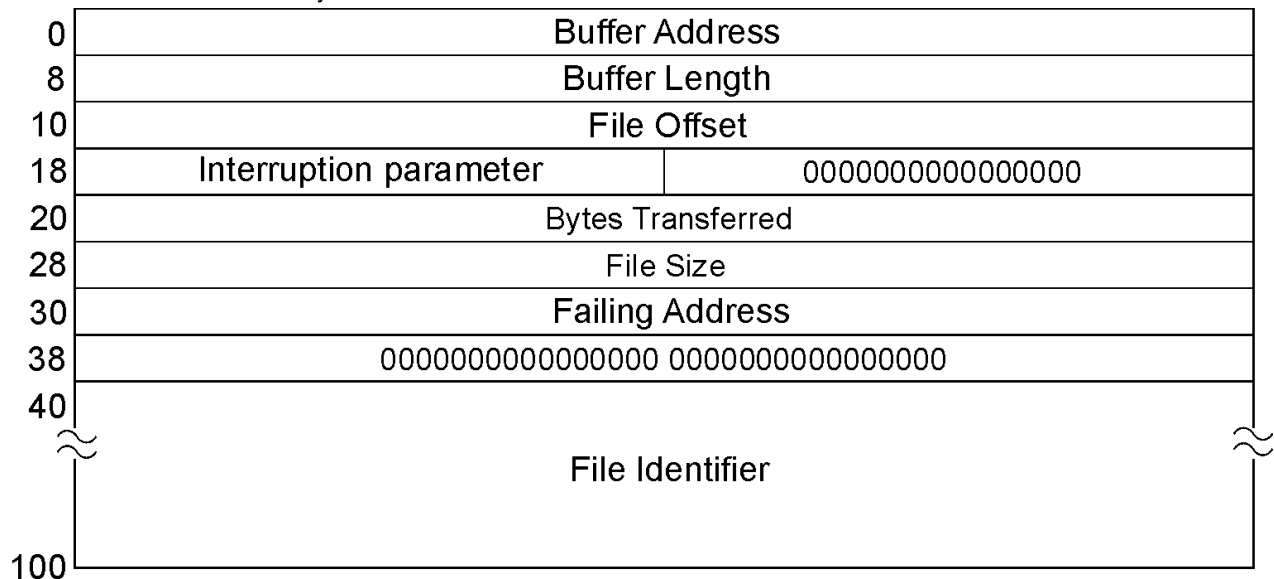 0 Buffer Address
8 Buffer Length
10 File Offset
18 Interruption parameter 0000000000000000
20 Bytes Transferred
28 File Size
30 Failing Address
38 0000000000000000 0000000000000000
40
File Identifier
100